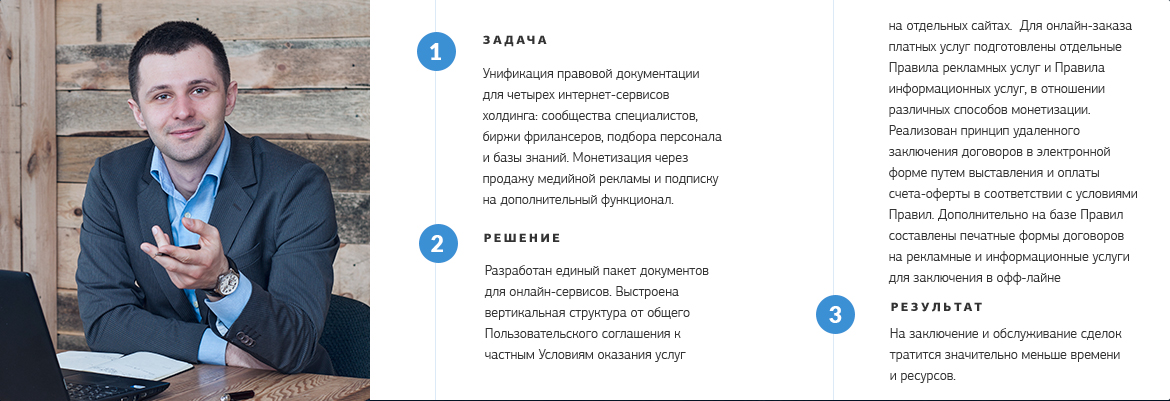 1
ЗАДАЧА
Унификация правовой документации
для четырех интернет-сервисов
холдинга: сообщества специалистов,
биржи фрилансеров, подбора персонала
и базы знаний. Монетизация через
продажу медийной рекламы и подписку
на дополнительный функционал.
2
РЕШЕНИЕ
Разработан единый пакет документов
для онлайн-сервисов. Выстроена
вертикальная структура от общего
Пользовательского соглашения к
частным Условиям оказания услуг
на отдельных сайтах. Для онлайн-заказа
платных услуг подготовлены отдельные
Правила рекламных услуг и Правила
информационных услуг, в отношении
различных способов монетизации.
Реализован принцип удаленного
заключения договоров в электронной
форме путем выставления и оплаты
счета-оферты в соответствии с условиями
Правил. Дополнительно на базе Правил
составлены печатные формы договоров
на рекламные и информационные услуги
для заключения в офф-лайне
3
РЕЗУЛЬТАТ
На заключение и обслуживание сделок
тратится значительно меньше времени
и ресурсов.